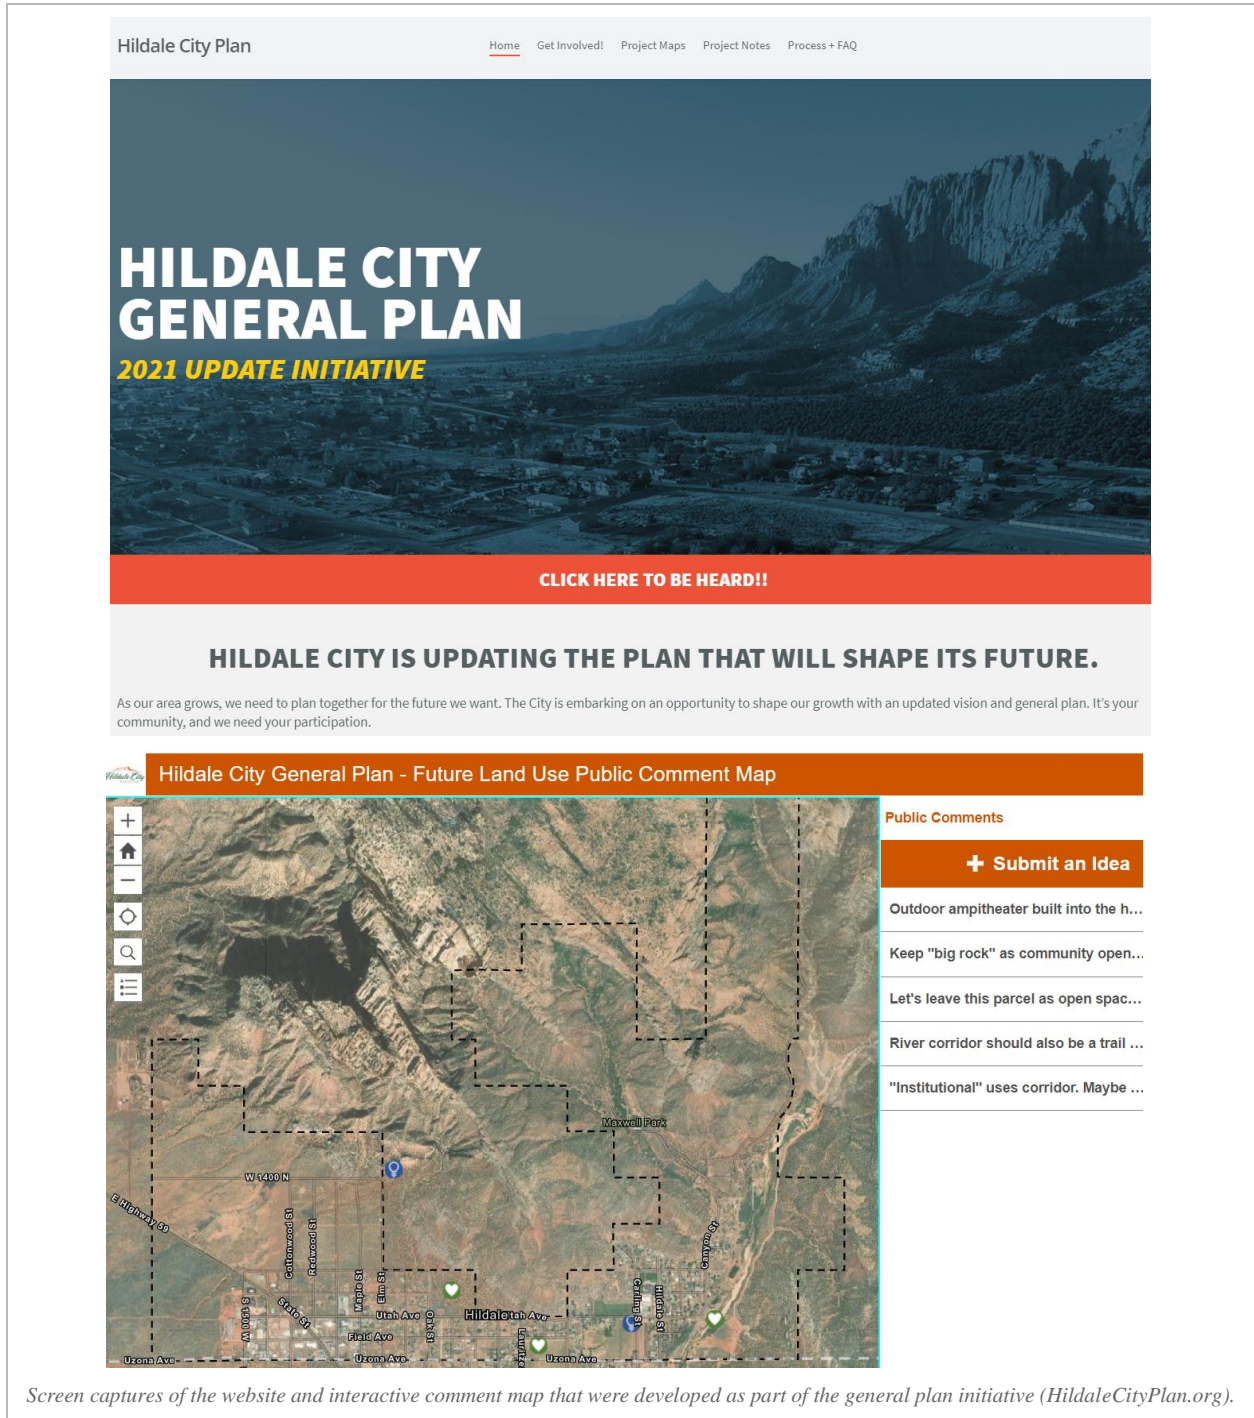 Hildale City Plan
Home Get Involved! Project Maps Project Notes Process + FAQ
HILDALE CITY
GENERAL PLAN
2021 UPDATE INITIATIVE
CLICK HERE TO BE HEARD!!
HILDALE CITY IS UPDATING THE PLAN THAT WILL SHAPE ITS FUTURE.
As our area grows, we need to plan together for the future we want. The City is embarking on an opportunity to shape our growth with an updated vision and general plan. It's your
community, and we need your participation.
Hildale City
Hildale City General Plan - Future Land Use Public Comment Map
Public Comments
+ Submit an Idea
Outdoor ampitheater built into the h...
Keep "big rock" as community open...
Let's leave this parcel as open spac...
River corridor should also be a trail ...
"Institutional" uses corridor. Maybe ...
Maxwell Park
W 1400 N
E Highway 59
Cottonwood St
Redwood St
Maple St
Elm St
Canyon St
Carling St
Hildale St
S 1500 W
State St
Utah Ave
Oak St
Hildale
tah Ave
Field Ave
Lauritze
Uzona Ave
Uzona Ave
Uzona Ave
Screen captures of the website and interactive comment map that were developed as part of the general plan initiative (HildaleCityPlan.org).